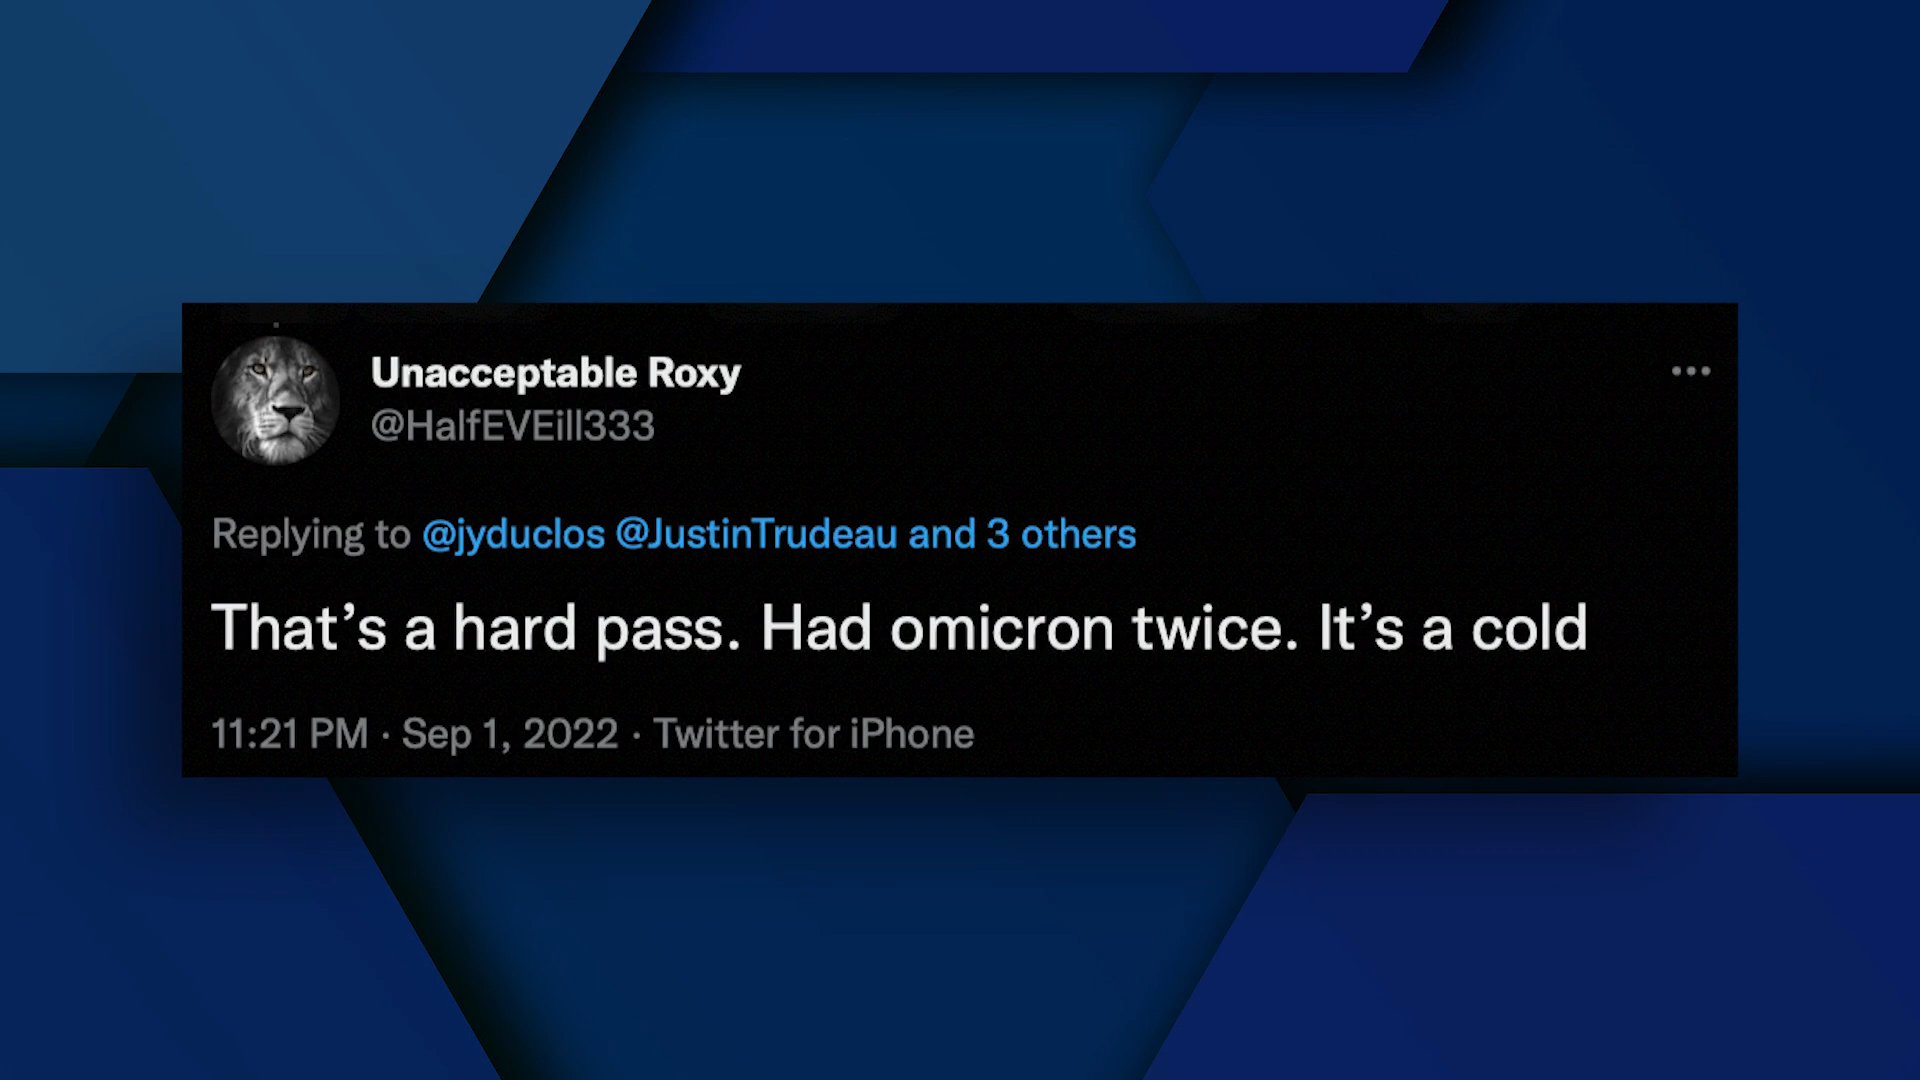 Unacceptable Roxy
@HalfEVEill333
Replying to @jyduclos @JustinTrudeau and 3 others
That’s a hard pass. Had omicron twice. It’s a cold
11:21 PM · Sep 1, 2022 · Twitter for iPhone